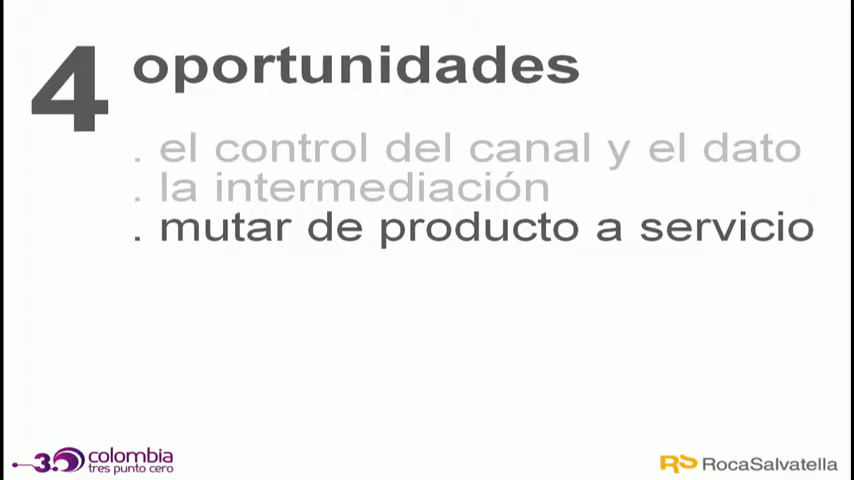 4 oportunidades
. el control del canal y el dato
. la intermediación
. mutar de producto a servicio
3.0 colombia
tres punto cero
RS RocaSalvatella